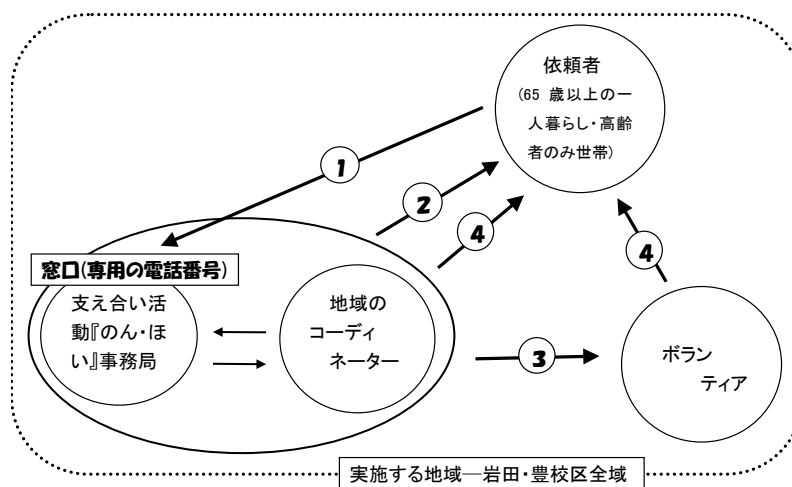 依頼者
(65 歳以上の一
人暮らし・高齢
者のみ世帯)
①
②
④
④
窓口(専用の電話番号)
支え合い活
動『のん・ほ
い』事務局
地域の
コーディ
ネーター
③
ボラン
ティア
実施する地域―岩田・豊校区全域